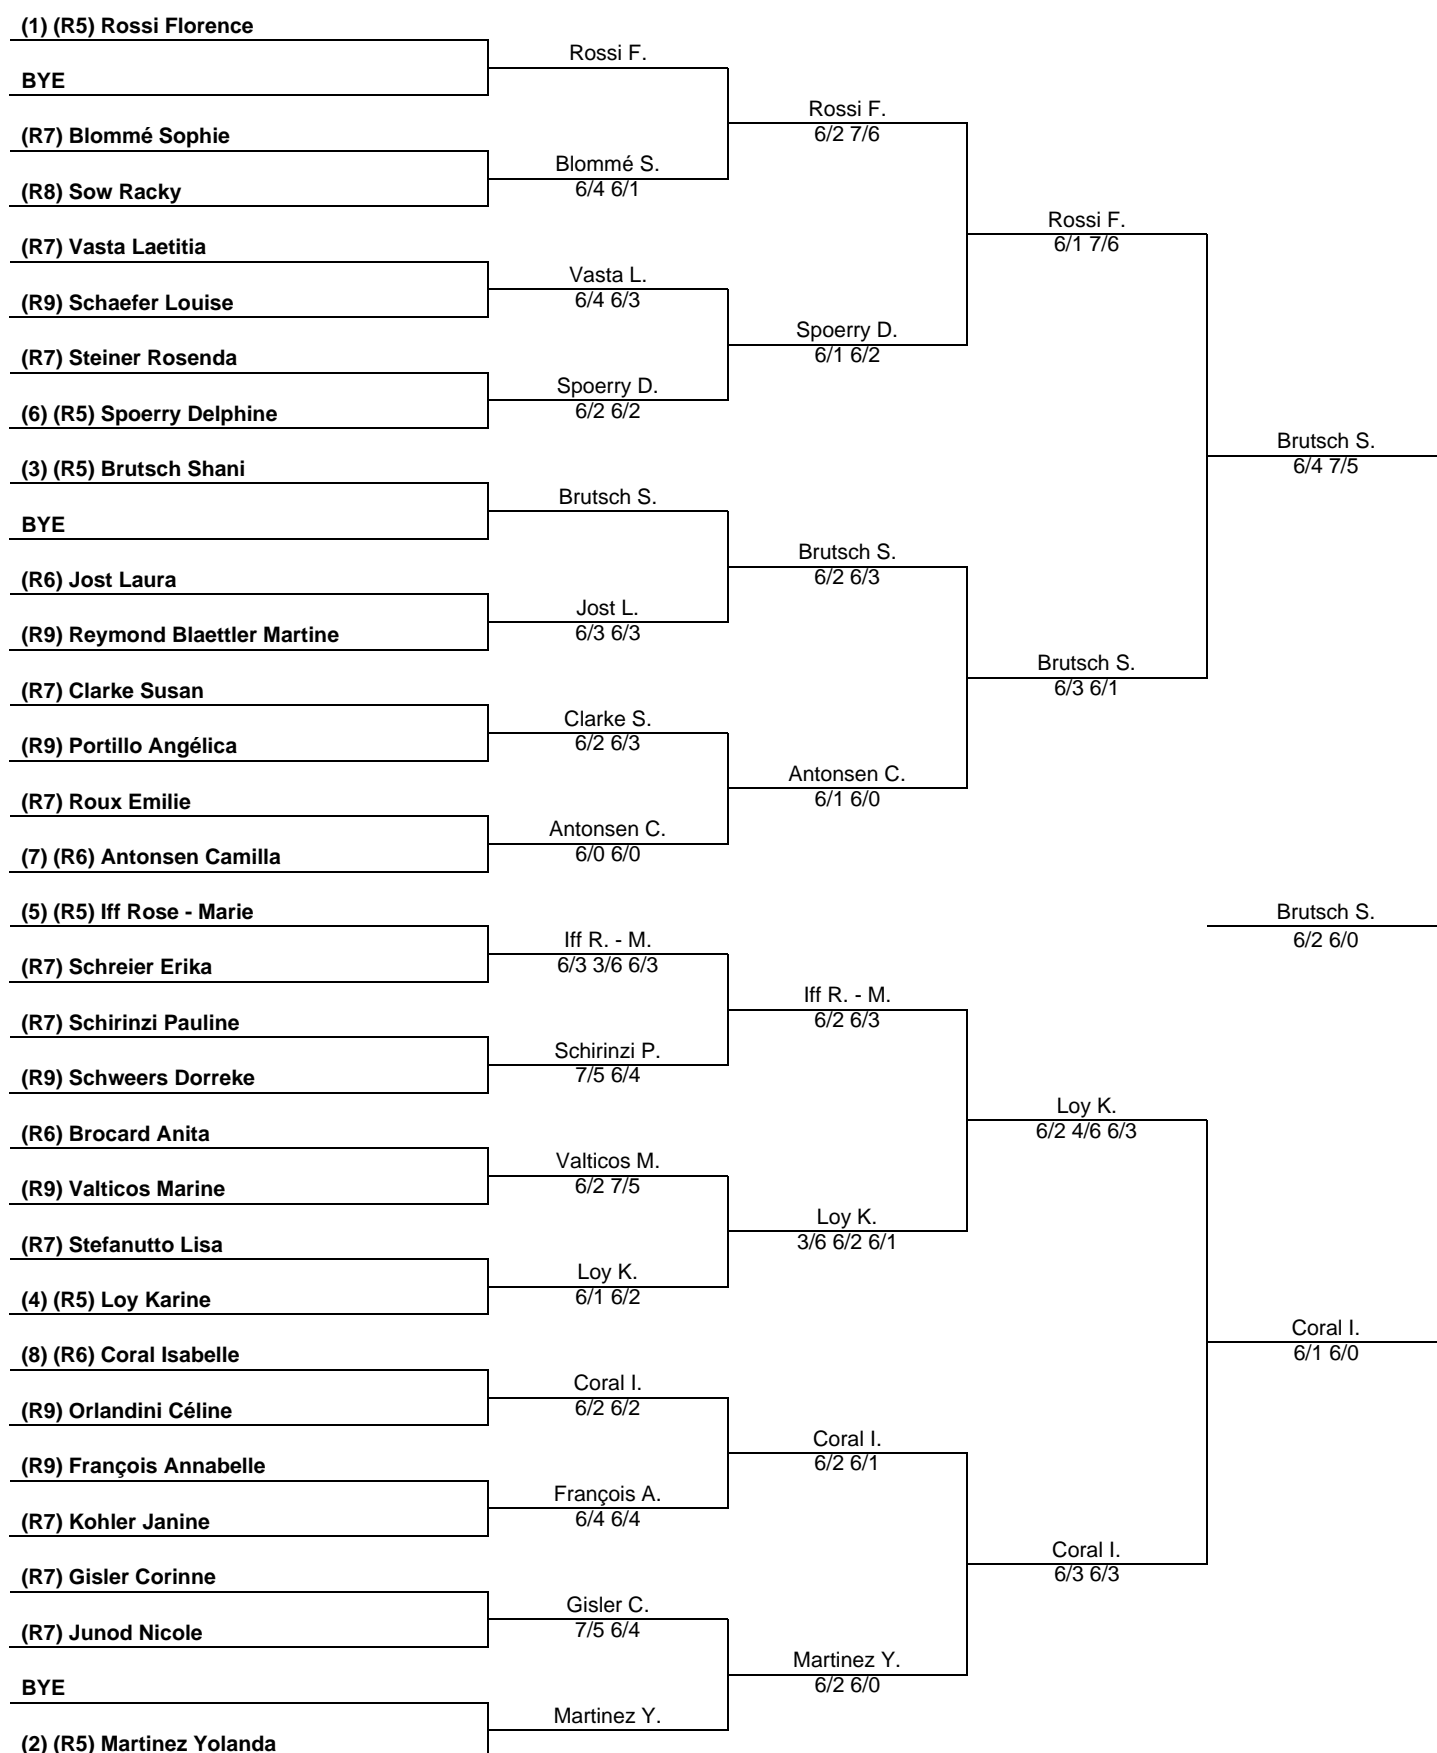 (1) (R5) Rossi Florence
BYE
(R7) Blommé Sophie
(R8) Sow Racky
(R7) Vasta Laetitia
(R9) Schaefer Louise
(R7) Steiner Rosenda
(6) (R5) Spoerry Delphine
(3) (R5) Brutsch Shani
BYE
(R6) Jost Laura
(R9) Reymond Blaettler Martine
(R7) Clarke Susan
(R9) Portillo Angélica
(R7) Roux Emilie
(7) (R6) Antonsen Camilla
(5) (R5) Iff Rose - Marie
(R7) Schreier Erika
(R7) Schirinzi Pauline
(R9) Schweers Dorreke
(R6) Brocard Anita
(R9) Valticos Marine
(R7) Stefanutto Lisa
(4) (R5) Loy Karine
(8) (R6) Coral Isabelle
(R9) Orlandini Céline
(R9) François Annabelle
(R7) Kohler Janine
(R7) Gisler Corinne
(R7) Junod Nicole
BYE
(2) (R5) Martinez Yolanda
Rossi F.
Blommé S.
6/4 6/1
Vasta L.
6/4 6/3
Spoerry D.
6/2 6/2
Brutsch S.
Jost L.
6/3 6/3
Clarke S.
6/2 6/3
Antonsen C.
6/0 6/0
Iff R. - M.
6/3 3/6 6/3
Schirinzi P.
7/5 6/4
Valticos M.
6/2 7/5
Loy K.
6/1 6/2
Coral I.
6/2 6/2
François A.
6/4 6/4
Gisler C.
7/5 6/4
Martinez Y.
Rossi F.
6/2 7/6
Spoerry D.
6/1 6/2
Brutsch S.
6/2 6/3
Antonsen C.
6/1 6/0
Iff R. - M.
6/2 6/3
Loy K.
3/6 6/2 6/1
Coral I.
6/2 6/1
Martinez Y.
6/2 6/0
Rossi F.
6/1 7/6
Brutsch S.
6/3 6/1
Loy K.
6/2 4/6 6/3
Coral I.
6/3 6/3
Brutsch S.
6/4 7/5
Brutsch S.
6/2 6/0
Coral I.
6/1 6/0